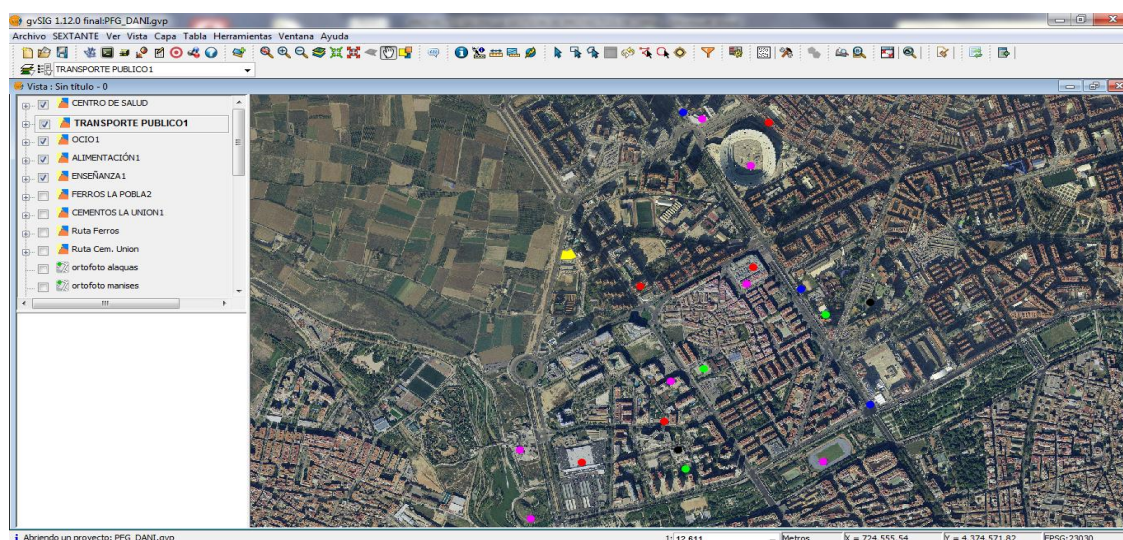 gvSIG 1.12.0 final:PFG_DANI.gvp
Archivo SEXTANTE Ver Vista Capa Tabla Herramientas Ventana Ayuda
TRANSPORTE PUBLICO1
Vista : Sin título - 0
CENTRO DE SALUD
TRANSPORTE PUBLICO1
OCIO1
ALIMENTACIÓN1
ENSEÑANZA1
FERROS LA POBLA2
CEMENTOS LA UNION1
Ruta Ferros
Ruta Cem. Union
ortofoto alaquas
ortofoto manises
Abriendo un proyecto: PFG_DANI.gvp 1: 12.611 Metros X = 724.555,54 Y = 4.374.571,82 EPSG:23030